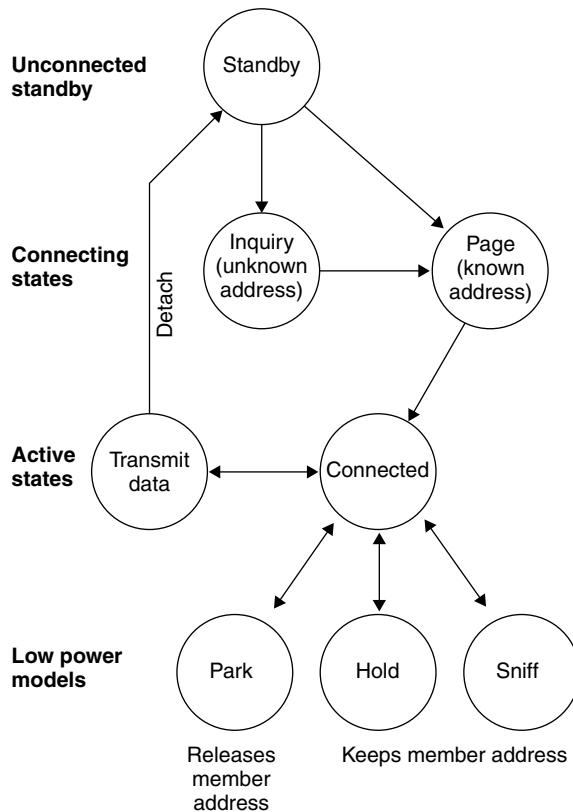 Unconnected
standby
Standby
Connecting
states
Inquiry
(unknown
address)
Page
(known
address)
Detach
Active
states
Transmit
data
Connected
Low power
models
Park
Hold
Sniff
Releases
member
address
Keeps member address